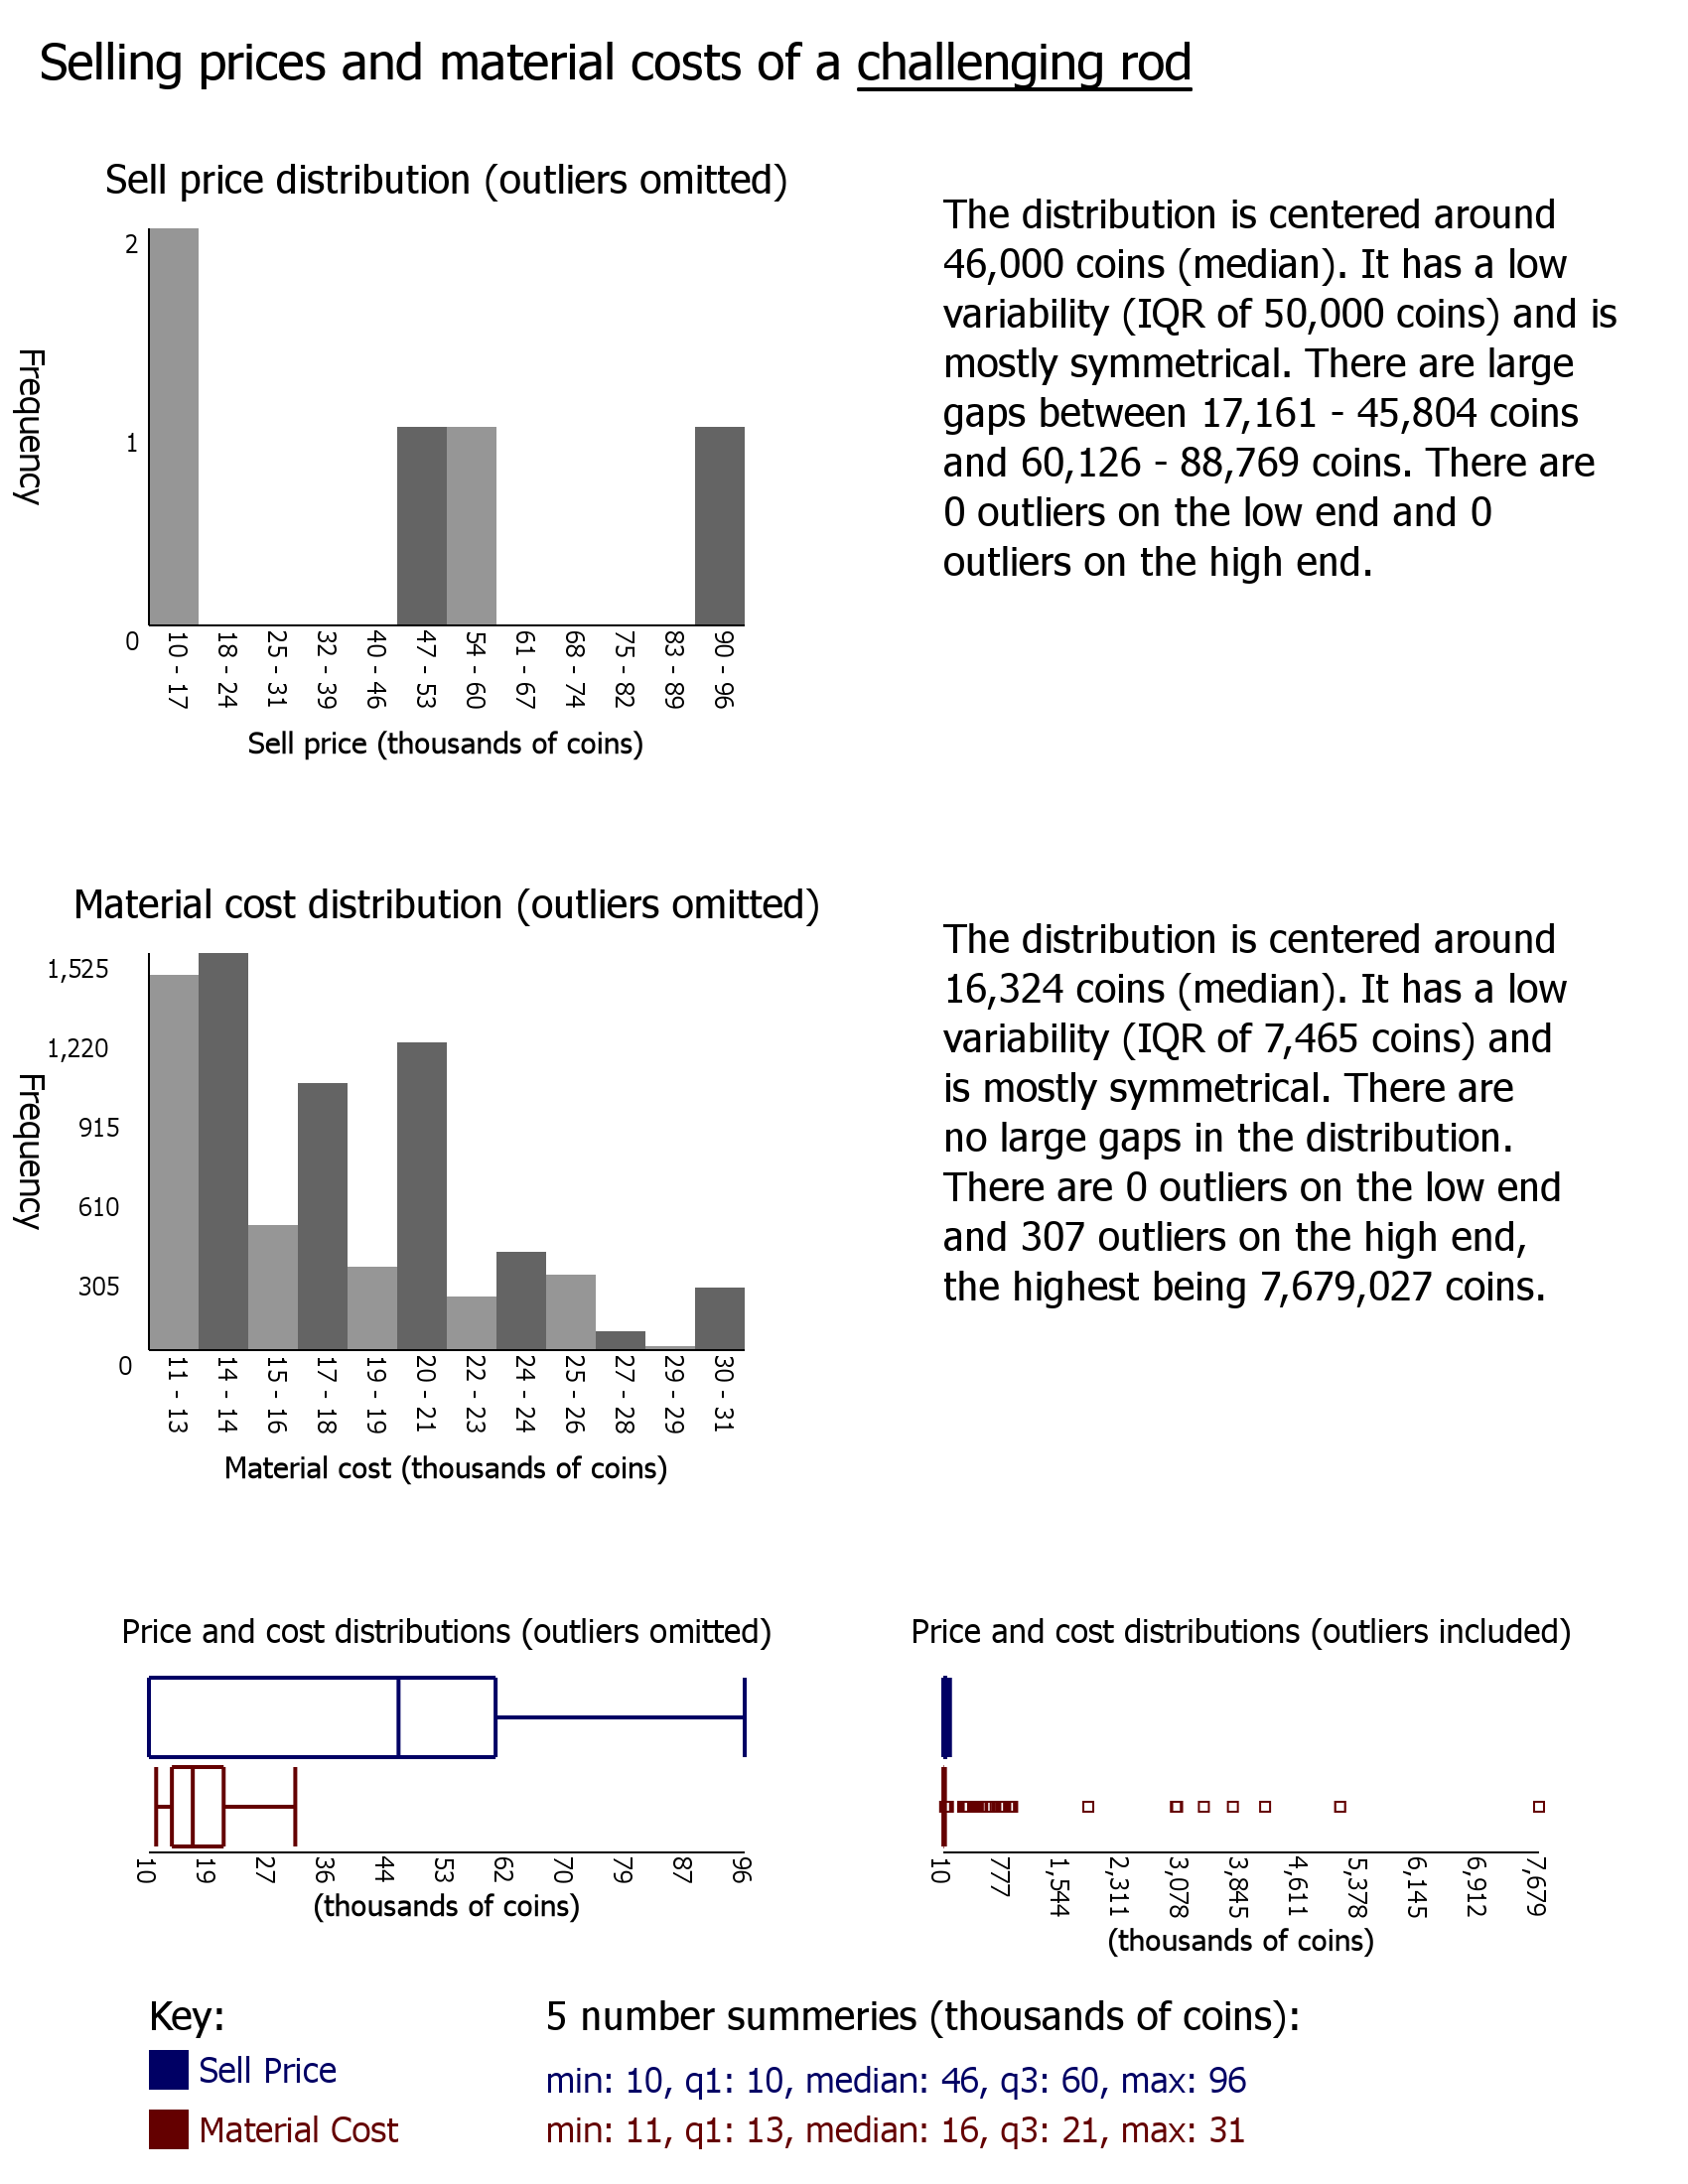 Selling prices and material costs of a challenging rod
Sell price distribution (outliers omitted)
Frequency
2
1
0
10 - 17
18 - 24
25 - 31
32 - 39
40 - 46
47 - 53
54 - 60
61 - 67
68 - 74
75 - 82
83 - 89
90 - 96
Sell price (thousands of coins)
The distribution is centered around
46,000 coins (median). It has a low
variability (IQR of 50,000 coins) and is
mostly symmetrical. There are large
gaps between 17,161 - 45,804 coins
and 60,126 - 88,769 coins. There are
0 outliers on the low end and 0
outliers on the high end.
Material cost distribution (outliers omitted)
Frequency
1,525
1,220
915
610
305
0
11 - 13
14 - 14
15 - 16
17 - 18
19 - 19
20 - 21
22 - 23
24 - 24
25 - 26
27 - 28
29 - 29
30 - 31
Material cost (thousands of coins)
The distribution is centered around
16,324 coins (median). It has a low
variability (IQR of 7,465 coins) and
is mostly symmetrical. There are
no large gaps in the distribution.
There are 0 outliers on the low end
and 307 outliers on the high end,
the highest being 7,679,027 coins.
Price and cost distributions (outliers omitted)
10
19
27
36
44
53
62
70
79
87
96
(thousands of coins)
Price and cost distributions (outliers included)
10
777
1,544
2,311
3,078
3,845
4,611
5,378
6,145
6,912
7,679
(thousands of coins)
Key:
Sell Price
Material Cost
5 number summeries (thousands of coins):
min: 10, q1: 10, median: 46, q3: 60, max: 96
min: 11, q1: 13, median: 16, q3: 21, max: 31